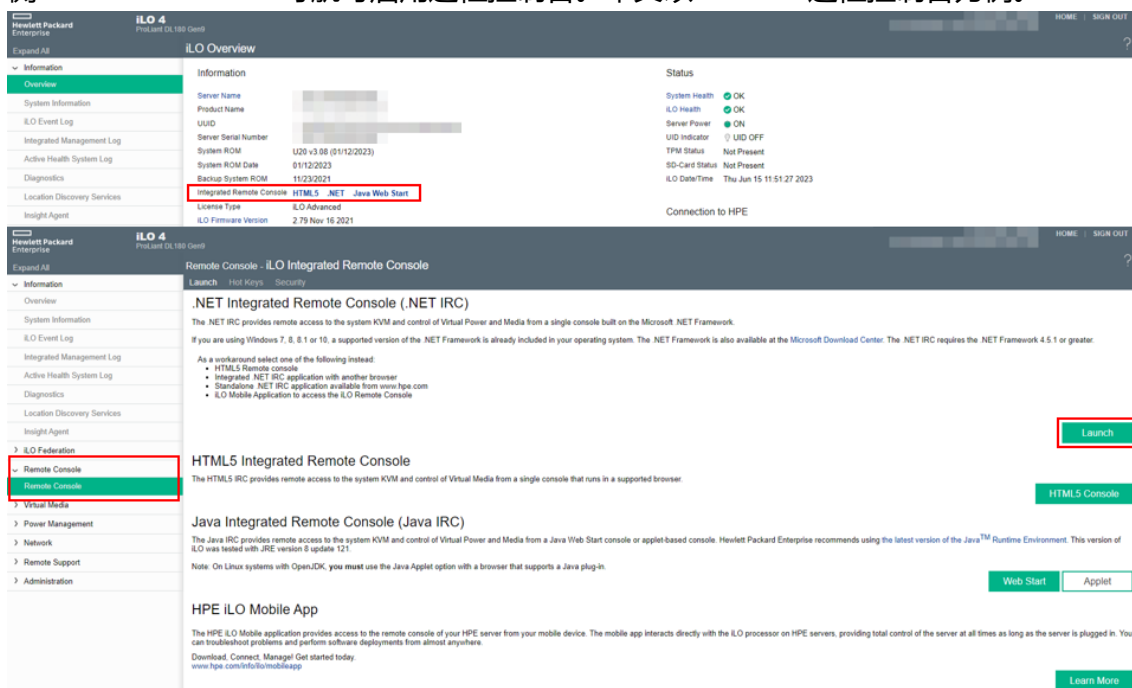 Hewlett Packard
Enterprise
iLO 4
ProLiant DL180 Gen9
HOME | SIGN OUT
Expand All
iLO Overview
?
Information
Overview
System Information
iLO Event Log
Integrated Management Log
Active Health System Log
Diagnostics
Location Discovery Services
Insight Agent
Information
Server Name
Product Name
UUID
Server Serial Number
System ROM U20 v3.08 (01/12/2023)
System ROM Date 01/12/2023
Backup System ROM 11/23/2021
Integrated Remote Console HTML5 .NET Java Web Start
License Type iLO Advanced
iLO Firmware Version 2.79 Nov 16 2021
Status
System Health OK
iLO Health OK
Server Power ON
UID Indicator UID OFF
TPM Status Not Present
SD-Card Status Not Present
iLO Date/Time Thu Jun 15 11:51:27 2023
Connection to HPE
Hewlett Packard
Enterprise
iLO 4
ProLiant DL180 Gen9
HOME | SIGN OUT
Expand All
Remote Console - iLO Integrated Remote Console
?
Information
Overview
System Information
iLO Event Log
Integrated Management Log
Active Health System Log
Diagnostics
Location Discovery Services
Insight Agent
iLO Federation
Remote Console
Remote Console
Virtual Media
Power Management
Network
Remote Support
Administration
Launch Hot Keys Security
.NET Integrated Remote Console (.NET IRC)
The .NET IRC provides remote access to the system KVM and control of Virtual Power and Media from a single console built on the Microsoft .NET Framework.
If you are using Windows 7, 8, 8.1 or 10, a supported version of the .NET Framework is already included in your operating system. The .NET Framework is also available at the Microsoft Download Center. The .NET IRC requires the .NET Framework 4.5.1 or greater.
As a workaround select one of the following instead:
• HTML5 Remote console
• Integrated .NET IRC application with another browser
• Standalone .NET IRC application available from www.hpe.com
• iLO Mobile Application to access the iLO Remote Console
Launch
HTML5 Integrated Remote Console
The HTML5 IRC provides remote access to the system KVM and control of Virtual Media from a single console that runs in a supported browser.
HTML5 Console
Java Integrated Remote Console (Java IRC)
The Java IRC provides remote access to the system KVM and control of Virtual Power and Media from a Java Web Start console or applet-based console. Hewlett Packard Enterprise recommends using the latest version of the Java™ Runtime Environment. This version of
iLO was tested with JRE version 8 update 121.
Note: On Linux systems with OpenJDK, you must use the Java Applet option with a browser that supports a Java plug-in.
Web Start Applet
HPE iLO Mobile App
The HPE iLO Mobile application provides access to the remote console of your HPE server from your mobile device. The mobile app interacts directly with the iLO processor on HPE servers, providing total control of the server at all times as long as the server is plugged in. You
can troubleshoot problems and perform software deployments from almost anywhere.
Download, Connect, Manage! Get started today.
www.hpe.com/info/ilo/mobileapp
Learn More